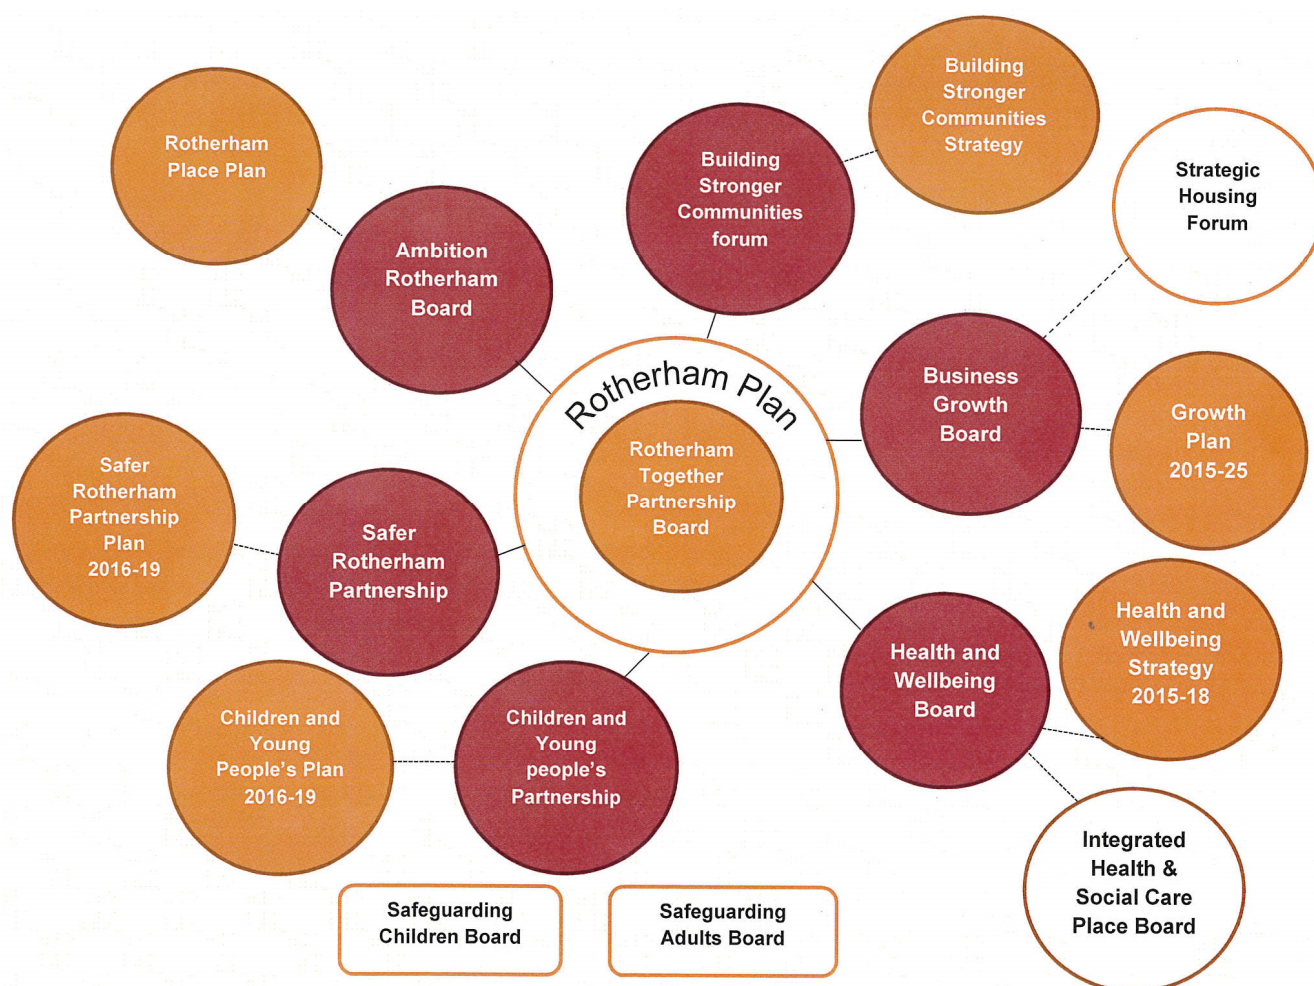 Building
Stronger
Communities
Strategy
Rotherham
Place Plan
Building
Stronger
Communities
forum
Strategic
Housing
Forum
Ambition
Rotherham
Board
Rotherham Plan
Business
Growth
Board
Growth
Plan
2015-25
Rotherham
Together
Partnership
Board
Safer
Rotherham
Partnership
Plan
2016-19
Safer
Rotherham
Partnership
Health and
Wellbeing
Board
Health and
Wellbeing
Strategy
2015-18
Children and
Young
People's Plan
2016-19
Children and
Young
people's
Partnership
Integrated
Health &
Social Care
Place Board
Safeguarding
Children Board
Safeguarding
Adults Board